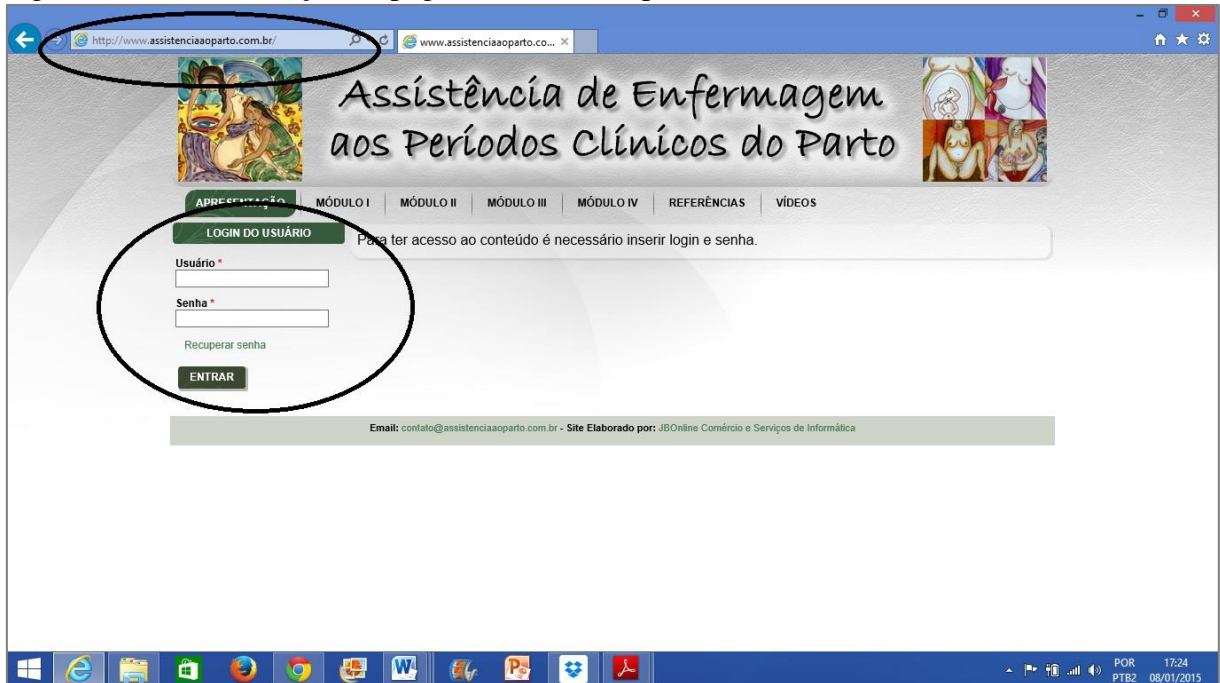 http://www.assistenciaaoparto.com.br/
www.assistenciaaoparto.co...
Assistência de Enfermagem
aos Períodos Clínicos do Parto
APRESENTAÇÃO MÓDULO I MÓDULO II MÓDULO III MÓDULO IV REFERÊNCIAS VÍDEOS
LOGIN DO USUÁRIO
Para ter acesso ao conteúdo é necessário inserir login e senha.
Usuário *
Senha *
Recuperar senha
ENTRAR
Email: contato@assistenciaaoparto.com.br - Site Elaborado por: JBOnline Comércio e Serviços de Informática
POR 17:24
PTB2 08/01/2015